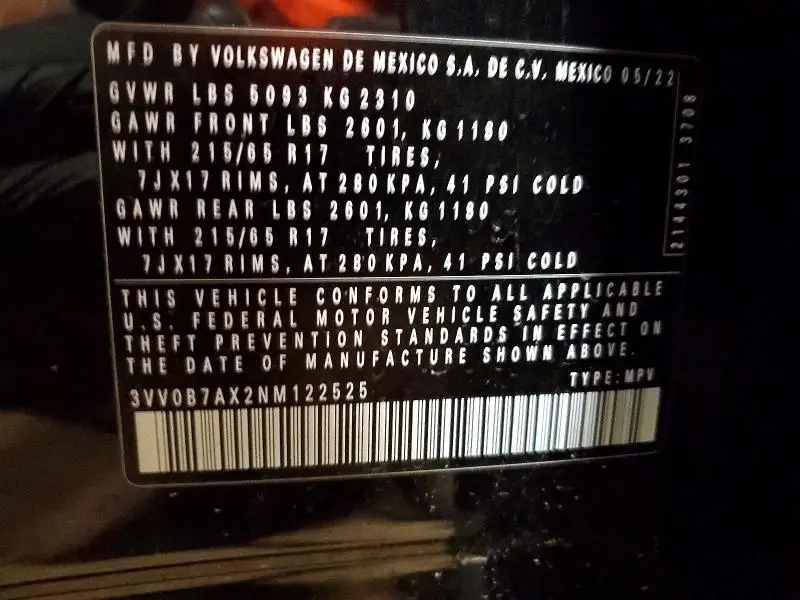 MFD BY VOLKSWAGEN DE MEXICO S.A. DE C.V. MEXICO 05/22
GVWR LBS 5093 KG 2310
GAWR FRONT LBS 2601, KG 1180
WITH 215/65 R17 TIRES,
7JX17 RIMS, AT 280 KPA, 41 PSI COLD
GAWR REAR LBS 2601, KG 1180
WITH 215/65 R17 TIRES,
7JX17 RIMS, AT 280 KPA, 41 PSI COLD
2144301 3708
THIS VEHICLE CONFORMS TO ALL APPLICABLE
U.S. FEDERAL MOTOR VEHICLE SAFETY AND
THEFT PREVENTION STANDARDS IN EFFECT ON
THE DATE OF MANUFACTURE SHOWN ABOVE.
3VV0B7AX2NM122525 TYPE: MPV